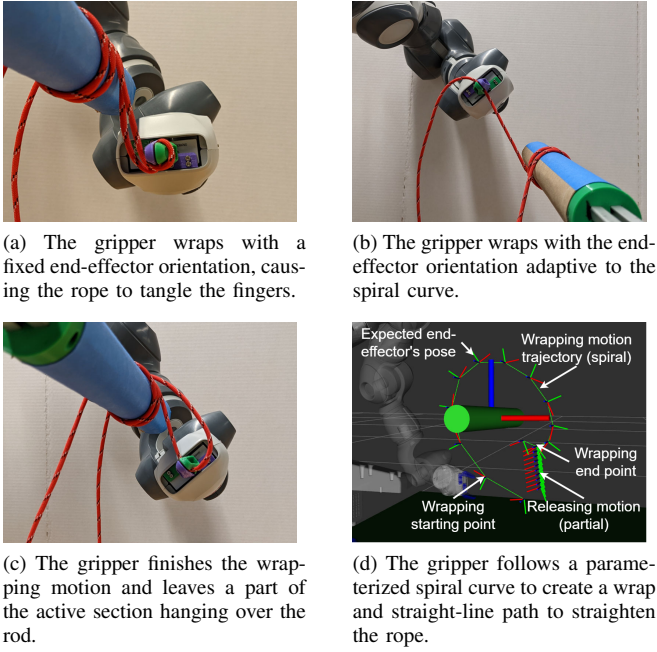 (a) The gripper wraps with a
fixed end-effector orientation, caus-
ing the rope to tangle the fingers.
(b) The gripper wraps with the end-
effector orientation adaptive to the
spiral curve.
Expected end-
effector's pose
Wrapping motion
trajectory (spiral)
Wrapping
end point
Wrapping
starting point
Releasing motion
(partial)
(c) The gripper finishes the wrap-
ping motion and leaves a part of
the active section hanging over the
rod.
(d) The gripper follows a parame-
terized spiral curve to create a wrap
and straight-line path to straighten
the rope.